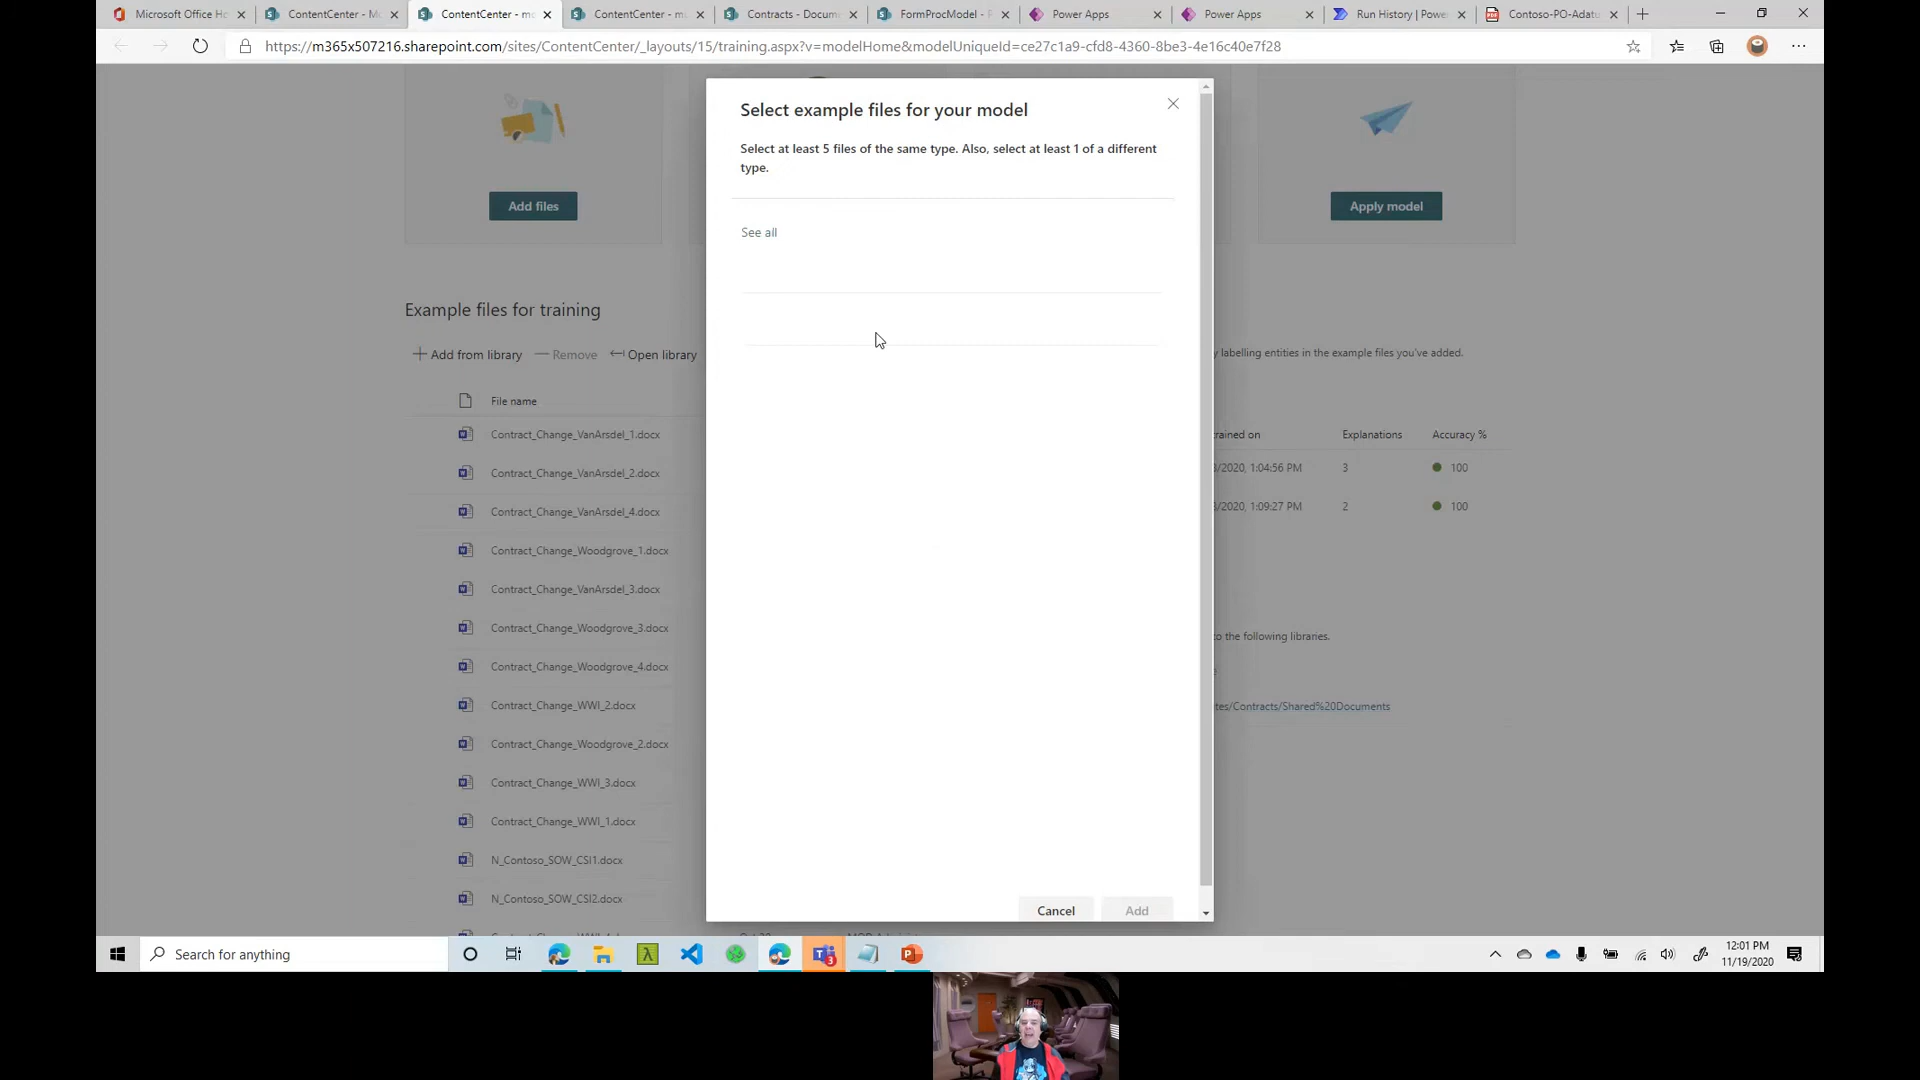 Microsoft Office Ho
ContentCenter - Mo
ContentCenter - mo
ContentCenter - mo
Contracts - Docum
FormProcModel - P
Power Apps
Power Apps
Run History | Powe
Contoso-PO-Adatu
https://m365x507216.sharepoint.com/sites/ContentCenter/_layouts/15/training.aspx?v=modelHome&modelUniqueId=ce27c1a9-cfd8-4360-8be3-4e16c40e7f28
Select example files for your model
Select at least 5 files of the same type. Also, select at least 1 of a different
type.
Add files
Apply model
See all
Example files for training
Add from library
Remove
Open library
y labelling entities in the example files you've added.
File name
Contract_Change_VanArsdel_1.docx
Contract_Change_VanArsdel_2.docx
Contract_Change_VanArsdel_4.docx
Contract_Change_Woodgrove_1.docx
Contract_Change_VanArsdel_3.docx
Contract_Change_Woodgrove_3.docx
Contract_Change_Woodgrove_4.docx
Contract_Change_WWI_2.docx
Contract_Change_Woodgrove_2.docx
Contract_Change_WWI_3.docx
Contract_Change_WWI_1.docx
N_Contoso_SOW_CSI1.docx
N_Contoso_SOW_CSI2.docx
rained on Explanations Accuracy %
/2020, 1:04:56 PM 3 100
/2020, 1:09:27 PM 2 100
to the following libraries.
ites/Contracts/Shared%20Documents
Cancel
Add
Search for anything
3
12:01 PM
11/19/2020